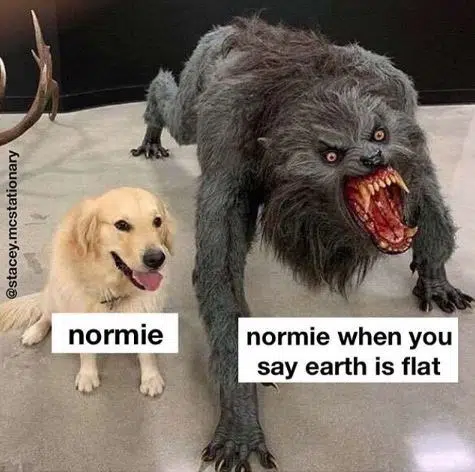 @stacey.mcstationary
normie
normie when you
say earth is flat